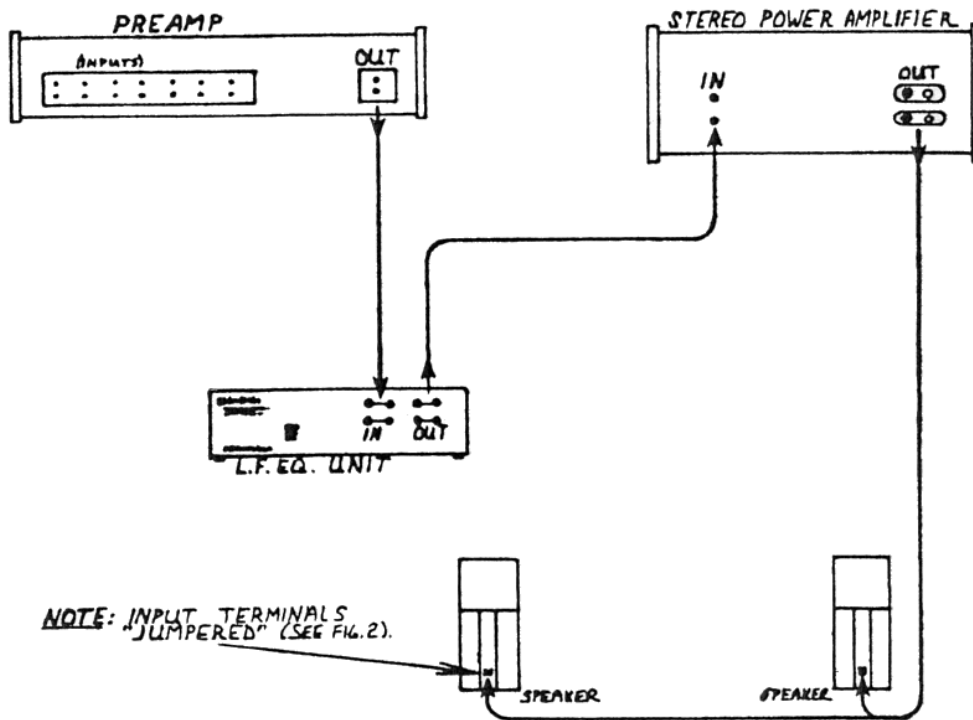 PREAMP
(INPUTS)
OUT
STEREO POWER AMPLIFIER
IN
OUT
IN
OUT
L.F. EQ. UNIT
NOTE: INPUT TERMINALS
"JUMPERED" (SEE FIG.2).
SPEAKER
SPEAKER